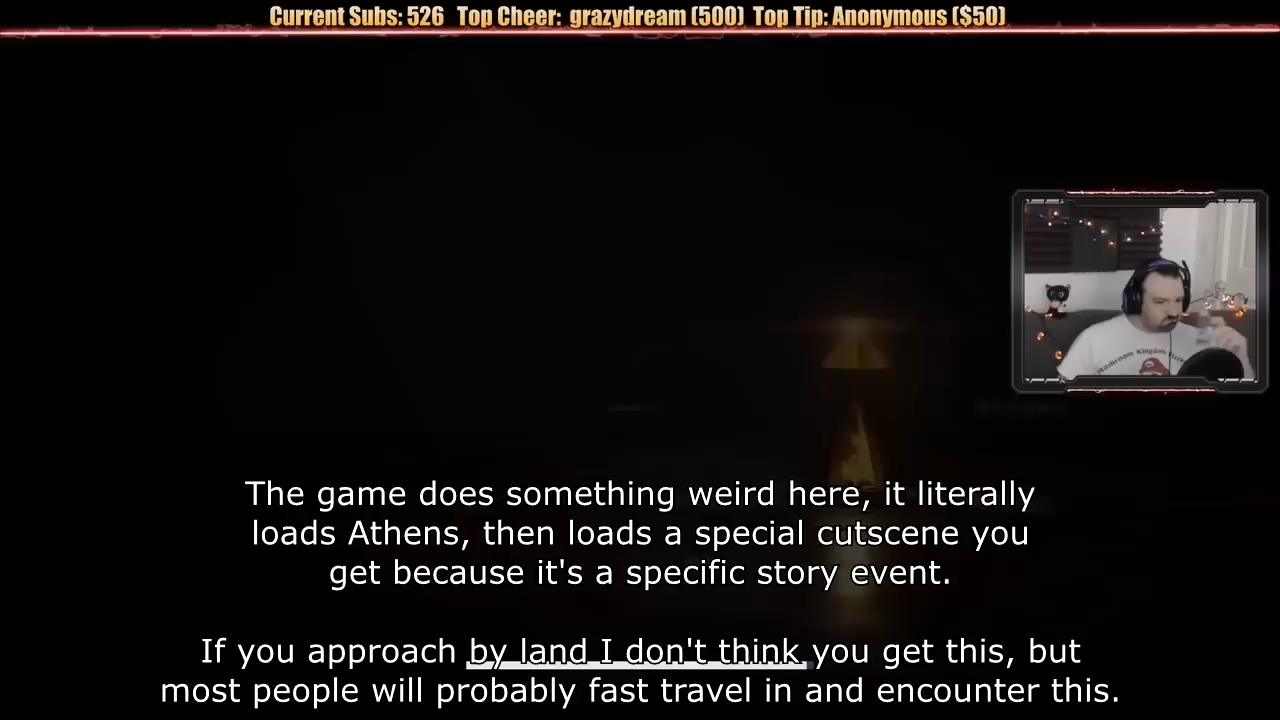 Current Subs: 526 Top Cheer: grazydream (500) Top Tip: Anonymous ($50)
Mushroom Kingdom
The game does something weird here, it literally
loads Athens, then loads a special cutscene you
get because it's a specific story event.
If you approach by land I don't think you get this, but
most people will probably fast travel in and encounter this.